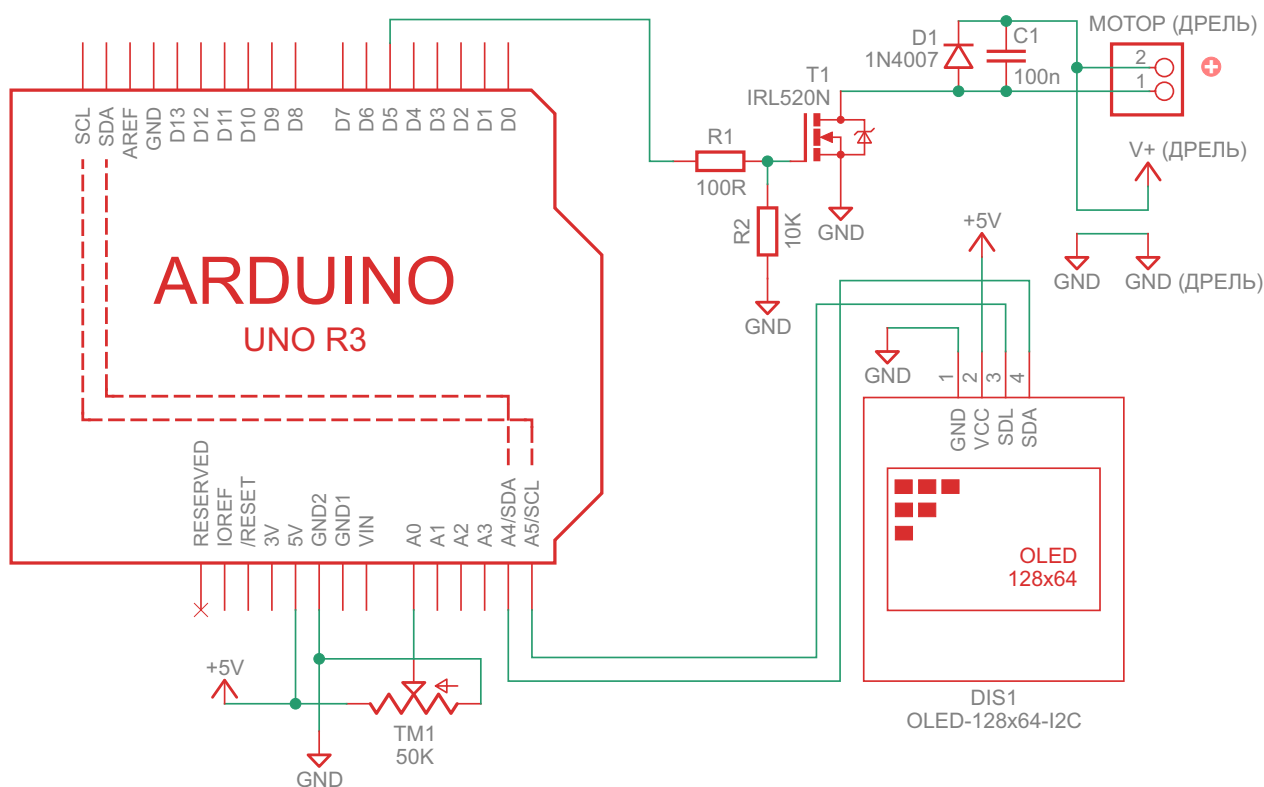 МОТОР (ДРЕЛЬ)
D1
1N4007
C1
100n
2
1
T1
IRL520N
SCL
SDA
AREF
GND
D13
D12
D11
D10
D9
D8
D7
D6
D5
D4
D3
D2
D1
D0
R1
100R
V+ (ДРЕЛЬ)
R2
10K
GND
+5V
GND
GND (ДРЕЛЬ)
ARDUINO
UNO R3
GND
GND
1
2
3
4
GND
VCC
SDL
SDA
RESERVED
IOREF
/RESET
3V
5V
GND2
GND1
VIN
A0
A1
A2
A3
A4/SDA
A5/SCL
OLED
128x64
+5V
TM1
50K
GND
DIS1
OLED-128x64-I2C